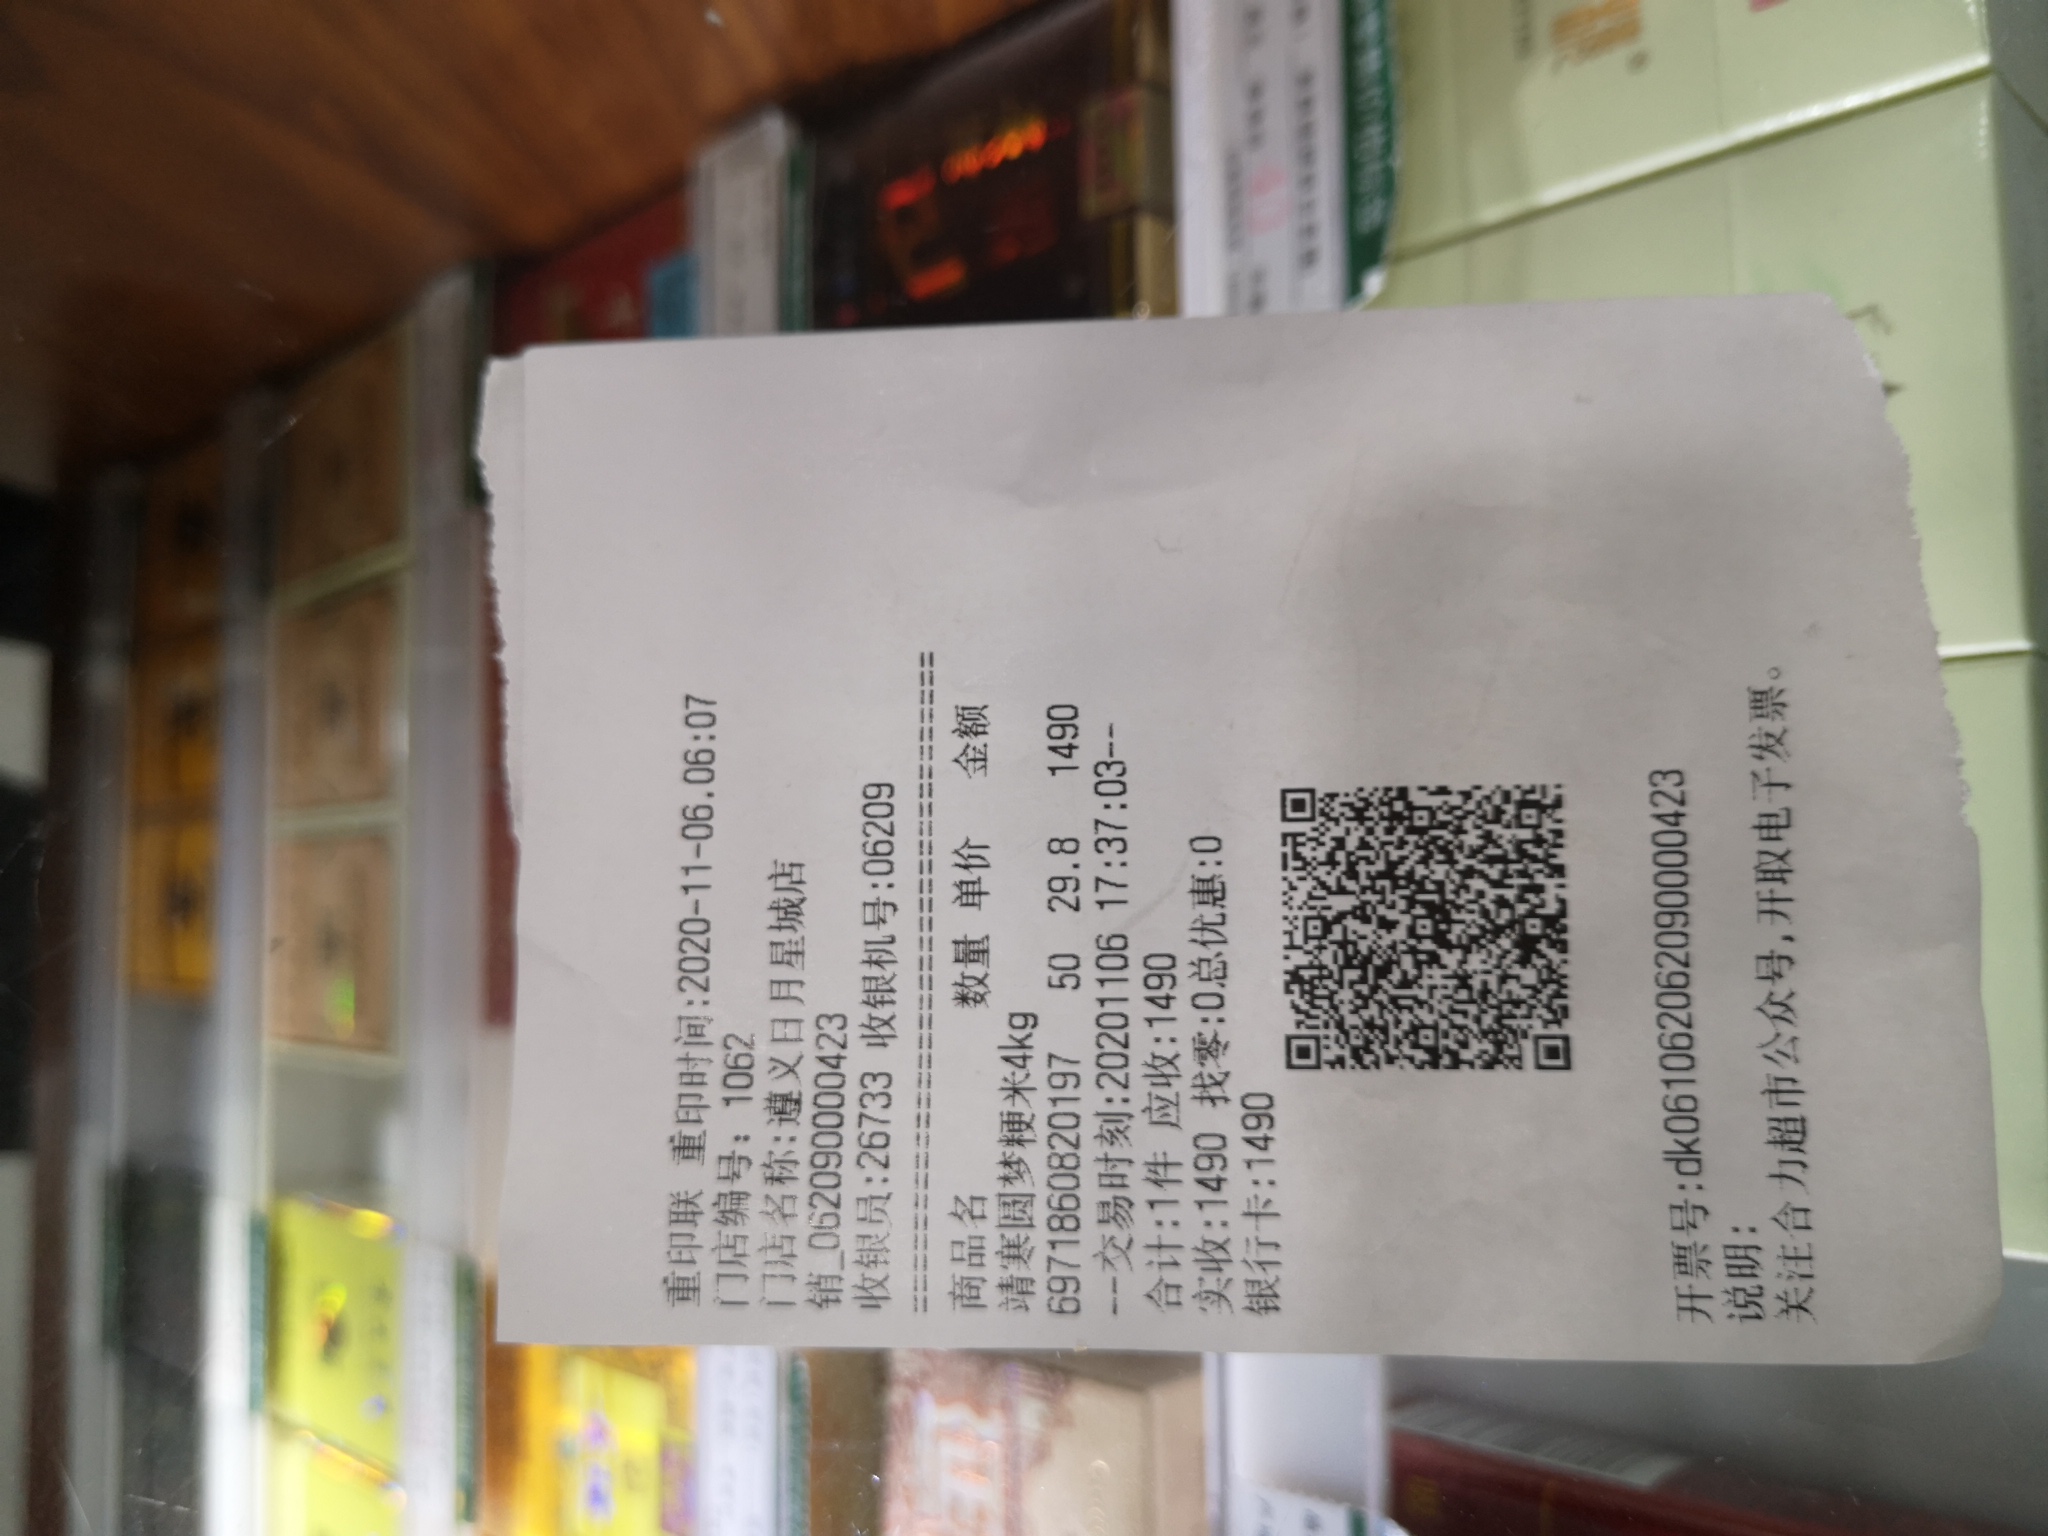 重印联 重印时间:2020-11-06.06:07
门店编号: 1062
门店名称:遵义日月星城店
销_06209000042​3
收银员:26733 收银机号:06209
商品名 数量 单价 金额
靖寒圆梦粳米4kg
6971860820197 50 29.8 1490
--交易时刻:20201106 17:37:03--
合计:1件 应收:1490
实收:1490 找零:0总优惠:0
银行卡:1490
开票号:dk06106206209000​0423
说明:
关注合力超市公众号,开取电子发票。